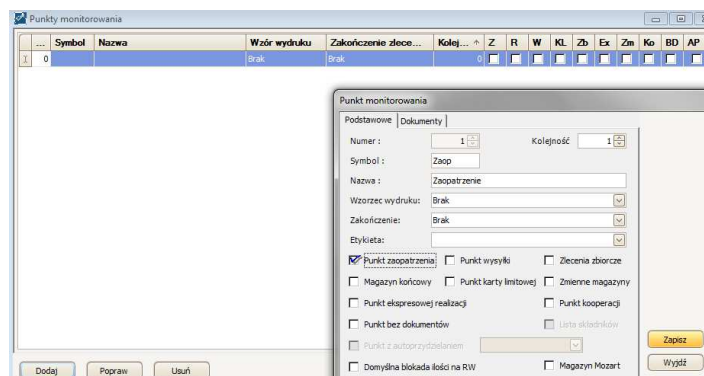 Punkty monitorowania
... Symbol Nazwa Wzór wydruku Zakończenie zlece... Kolej... Z R W KL Zb Ex Zm Ko BD AP
0 Brak Brak 0
Punkt monitorowania
Podstawowe Dokumenty
Numer : 1 Kolejność 1
Symbol : Zaop
Nazwa : Zaopatrzenie
Wzorzec wydruku: Brak
Zakończenie: Brak
Etykieta:
Punkt zaopatrzenia Punkt wysyłki Zlecenia zbiorcze
Magazyn końcowy Punkt karty limitowej Zmienne magazyny
Punkt ekspresowej realizacji Punkt kooperacji
Punkt bez dokumentów Lista składników
Punkt z autoprzydzielaniem
Domyślna blokada ilości na RW Magazyn Mozart
Zapisz
Wyjdź
Dodaj Popraw Usuń